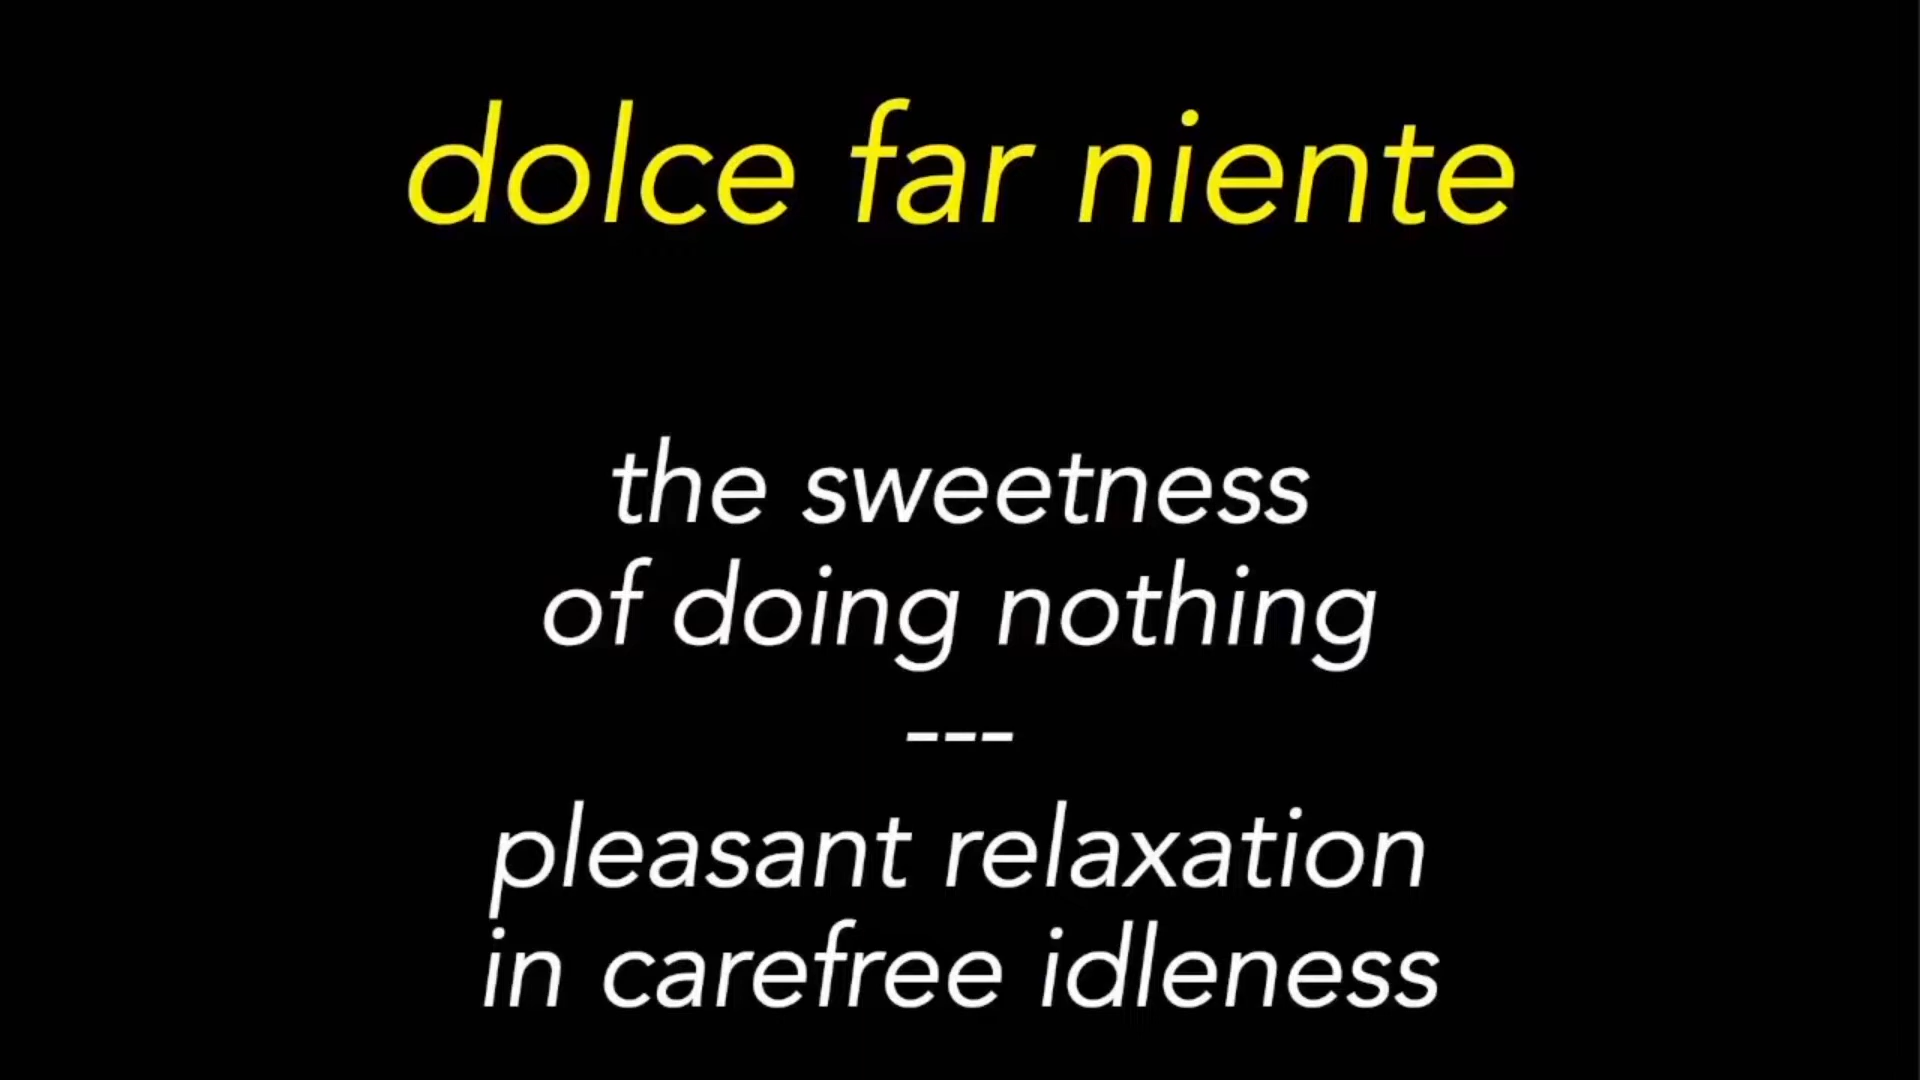 dolce far niente
the sweetness
of doing nothing
---
pleasant relaxation
in carefree idleness